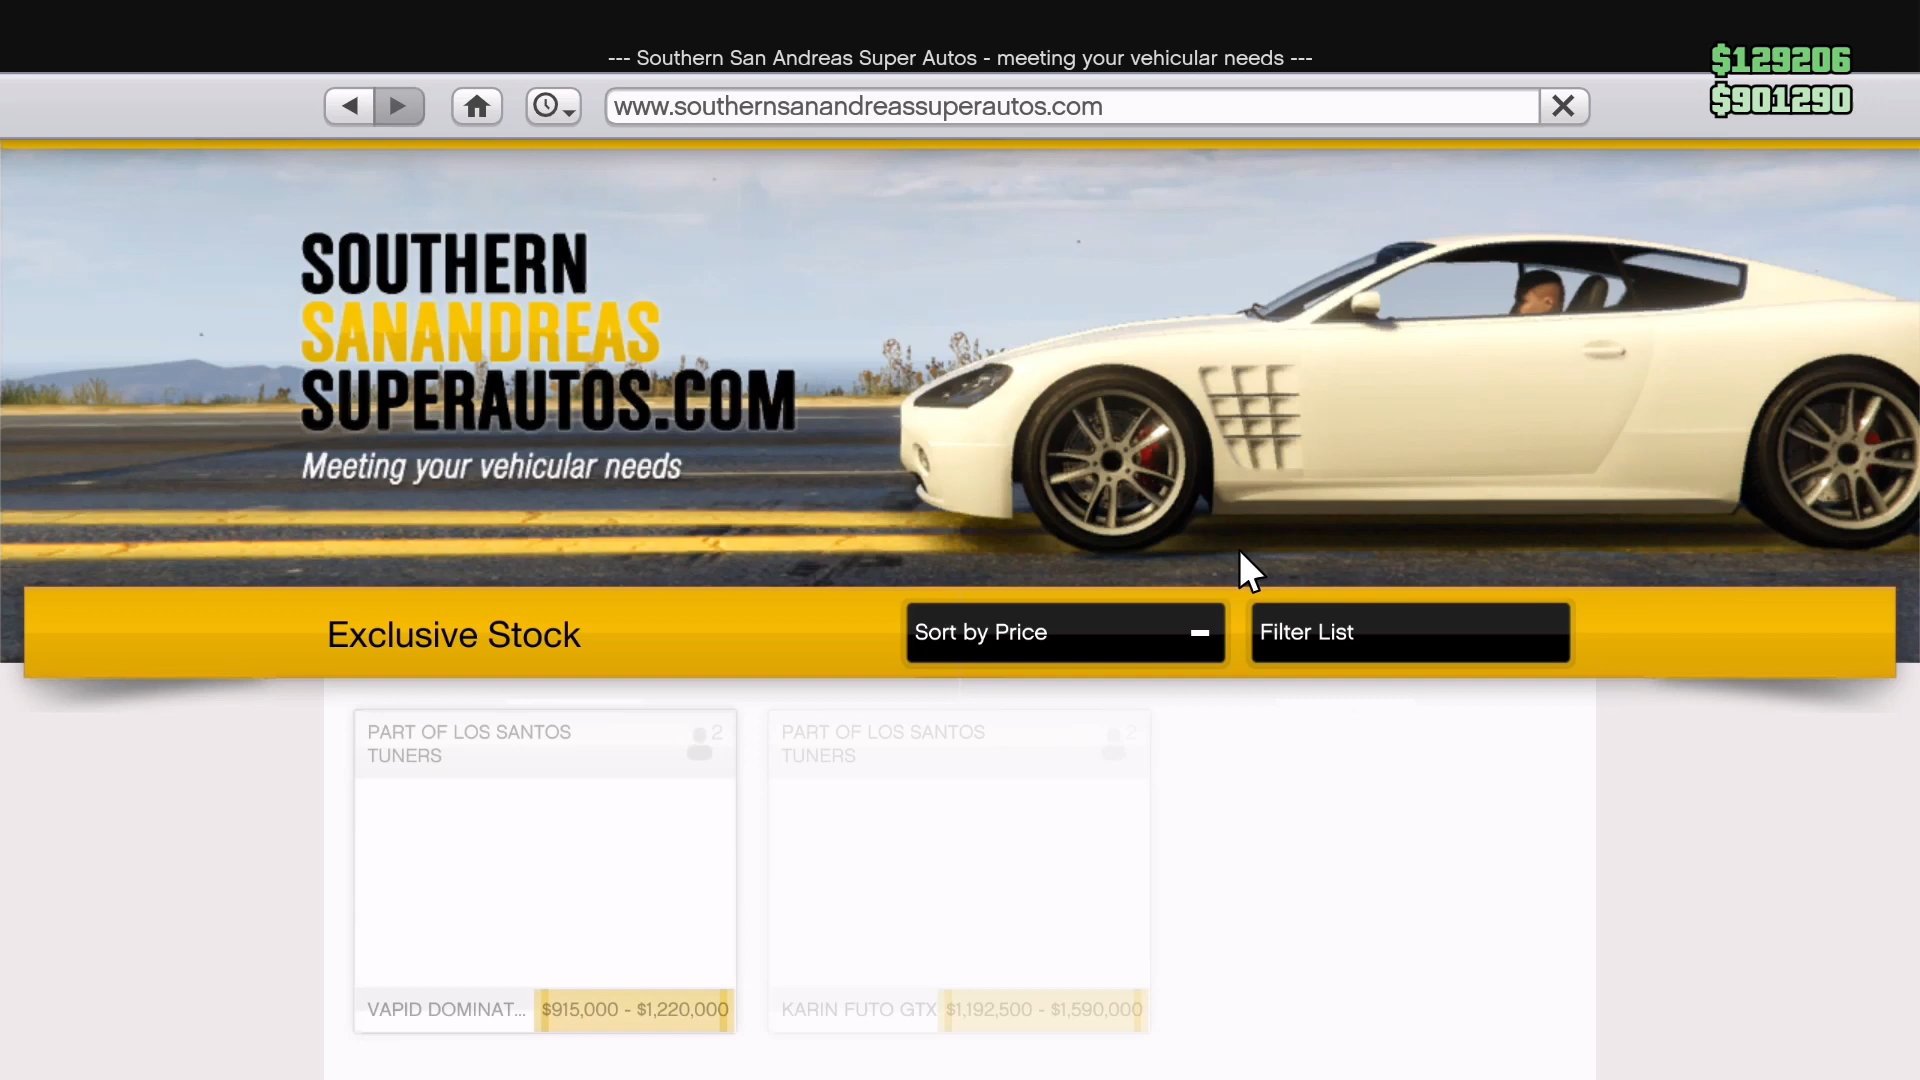 --- Southern San Andreas Super Autos - meeting your vehicular needs ---
$129206
$901290
www.southernsanandreassuperautos.com
SOUTHERN
SANANDREAS
SUPERAUTOS.COM
Meeting your vehicular needs
Exclusive Stock
Sort by Price
Filter List
PART OF LOS SANTOS
TUNERS
2
VAPID DOMINAT...
$915,000 - $1,220,000
PART OF LOS SANTOS
TUNERS
2
KARIN FUTO GTX
$1,192,500 - $1,590,000